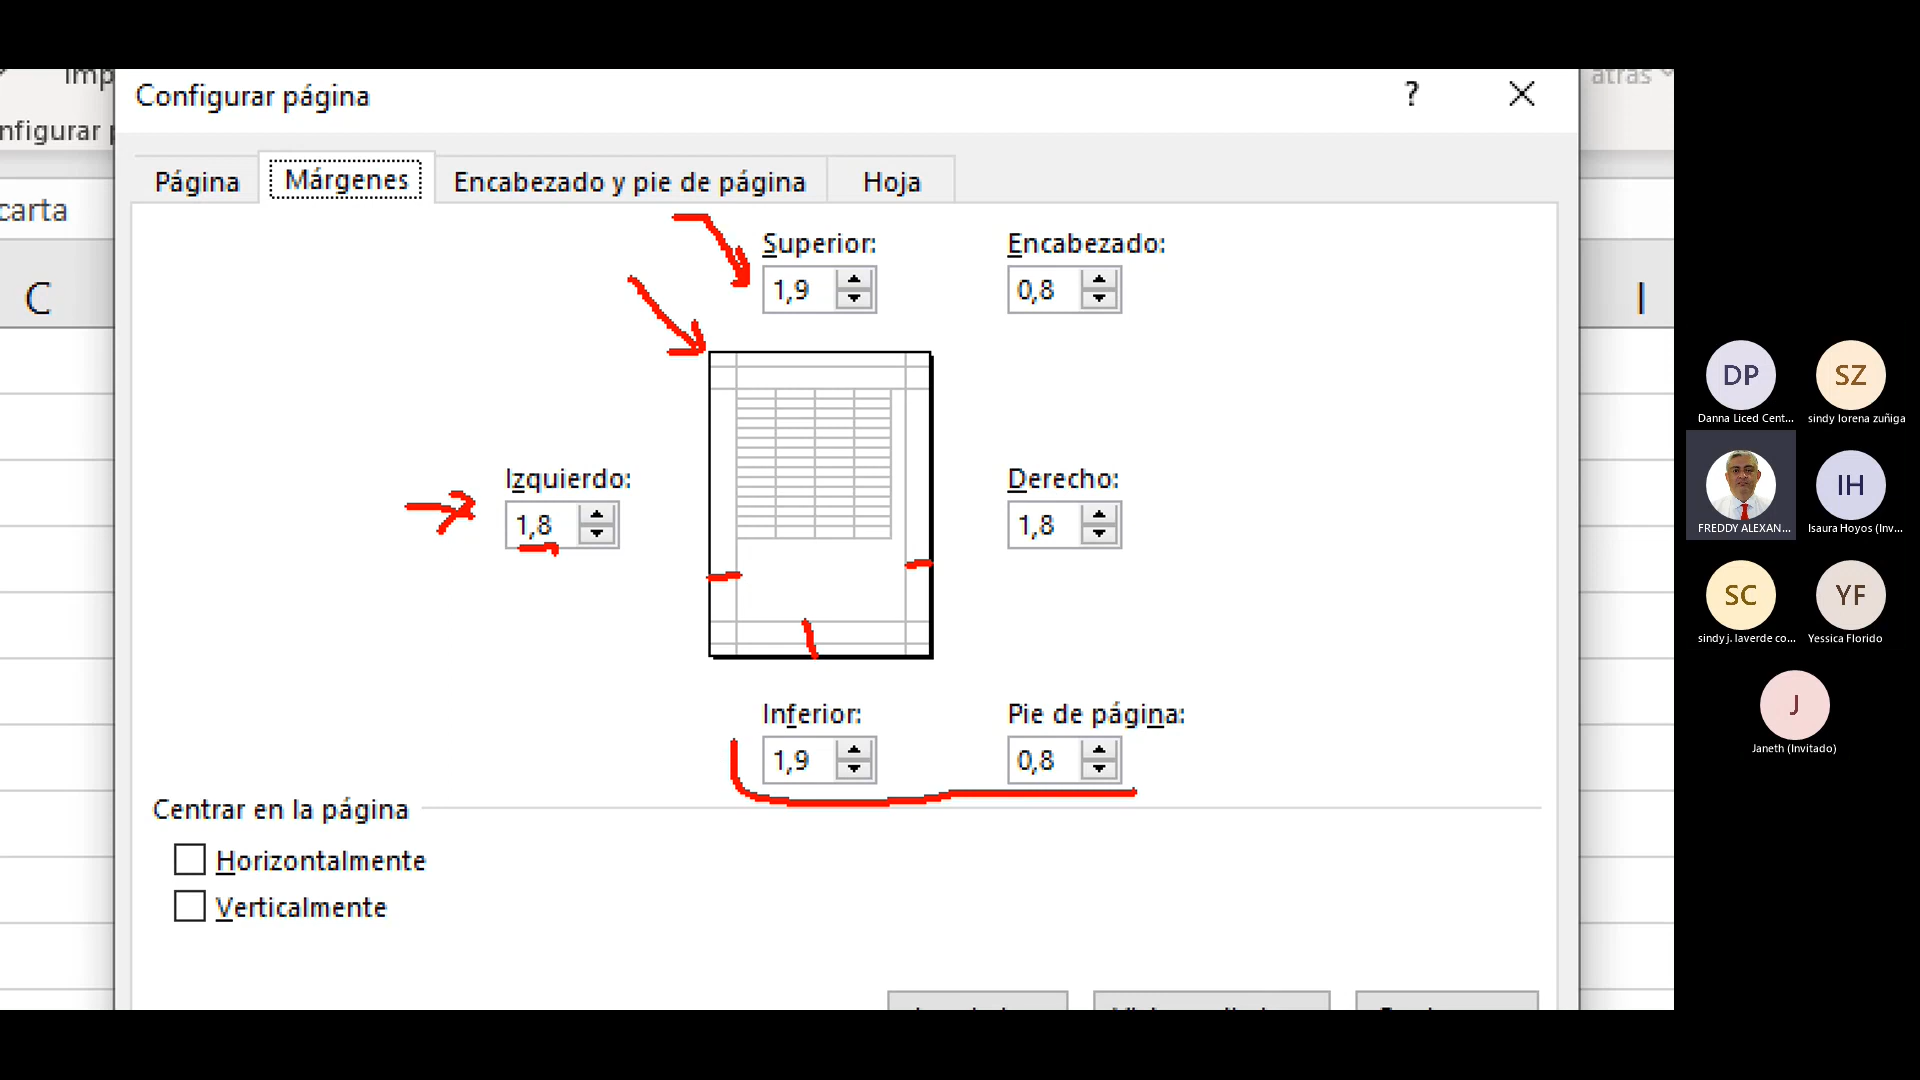 Configurar página
?
atrás
nfigurar
Página
Márgenes
Encabezado y pie de página
Hoja
carta
C
I
Superior:
1,9
Encabezado:
0,8
Izquierdo:
1,8
Derecho:
1,8
Inferior:
1,9
Pie de página:
0,8
Centrar en la página
Horizontalmente
Verticalmente
DP
Danna Liced Cent...
SZ
sindy lorena zuñiga
FREDDY ALEXAN...
IH
Isaura Hoyos (Inv...
SC
sindy j. laverde co...
YF
Yessica Florido
J
Janeth (Invitado)